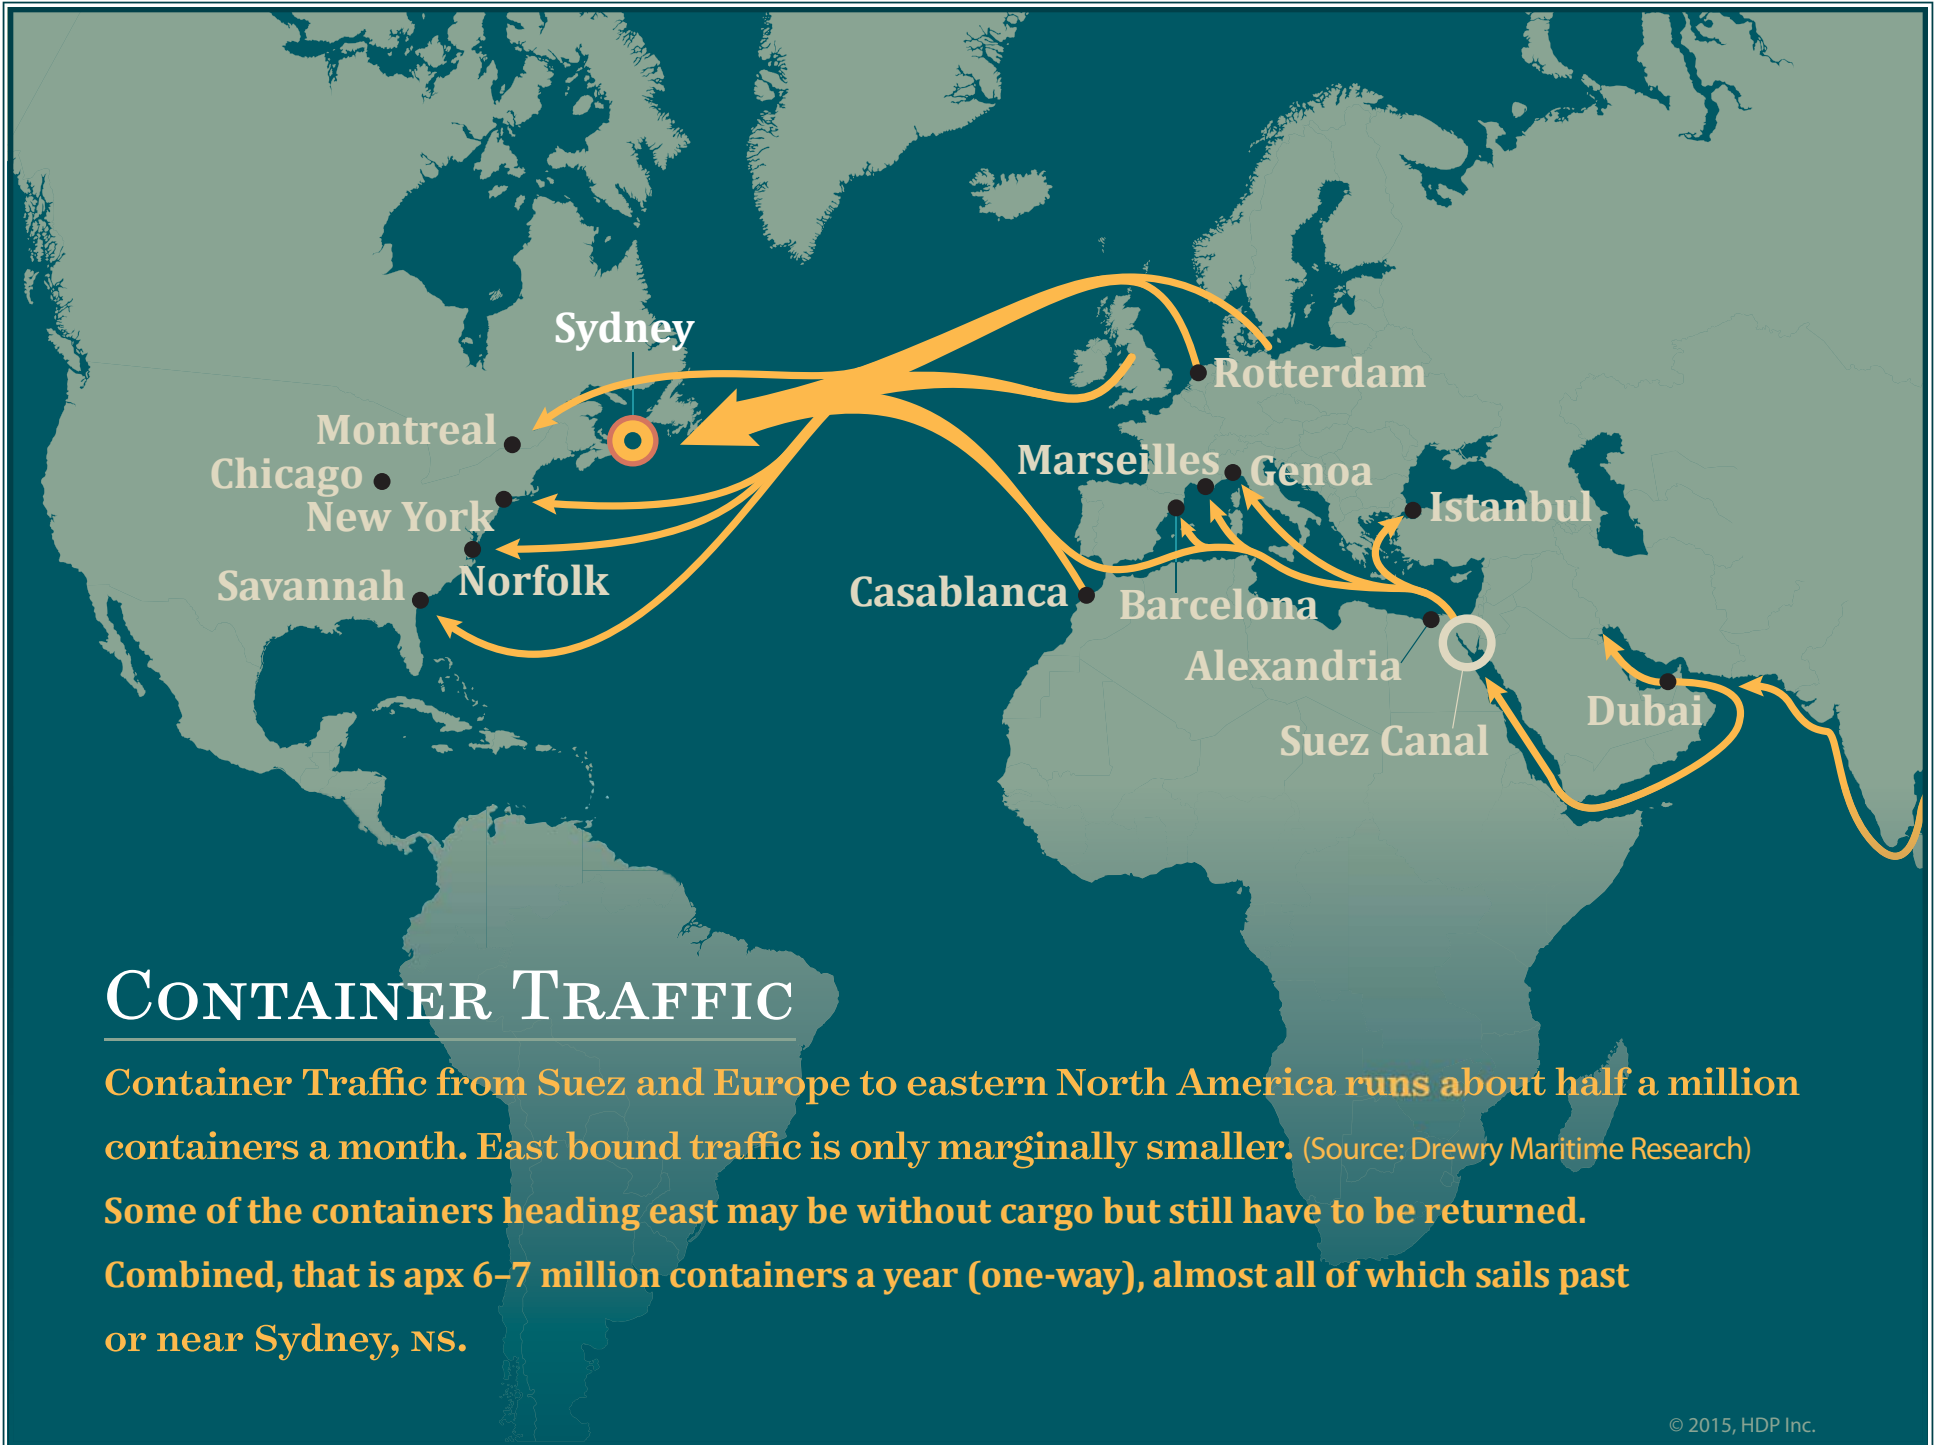 Sydney
Rotterdam
Montreal
Marseilles
Genoa
Chicago
Istanbul
New York
Norfolk
Savannah
Casablanca
Barcelona
Alexandria
Dubai
Suez Canal
Container Traffic
Container Traffic from Suez and Europe to eastern North America runs about half a million
containers a month. East bound traffic is only marginally smaller. (Source: Drewry Maritime Research)
Some of the containers heading east may be without cargo but still have to be returned.
Combined, that is apx 6–7 million containers a year (one-way), almost all of which sails past
or near Sydney, NS.
© 2015, HDP Inc.